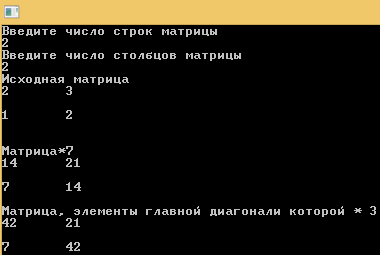 Введите число строк матрицы
2
Введите число столбцов матрицы
2
Исходная матрица
2 3
1 2
Матрица*7
14 21
7 14
Матрица, элементы главной диагонали которой * 3
42 21
7 42